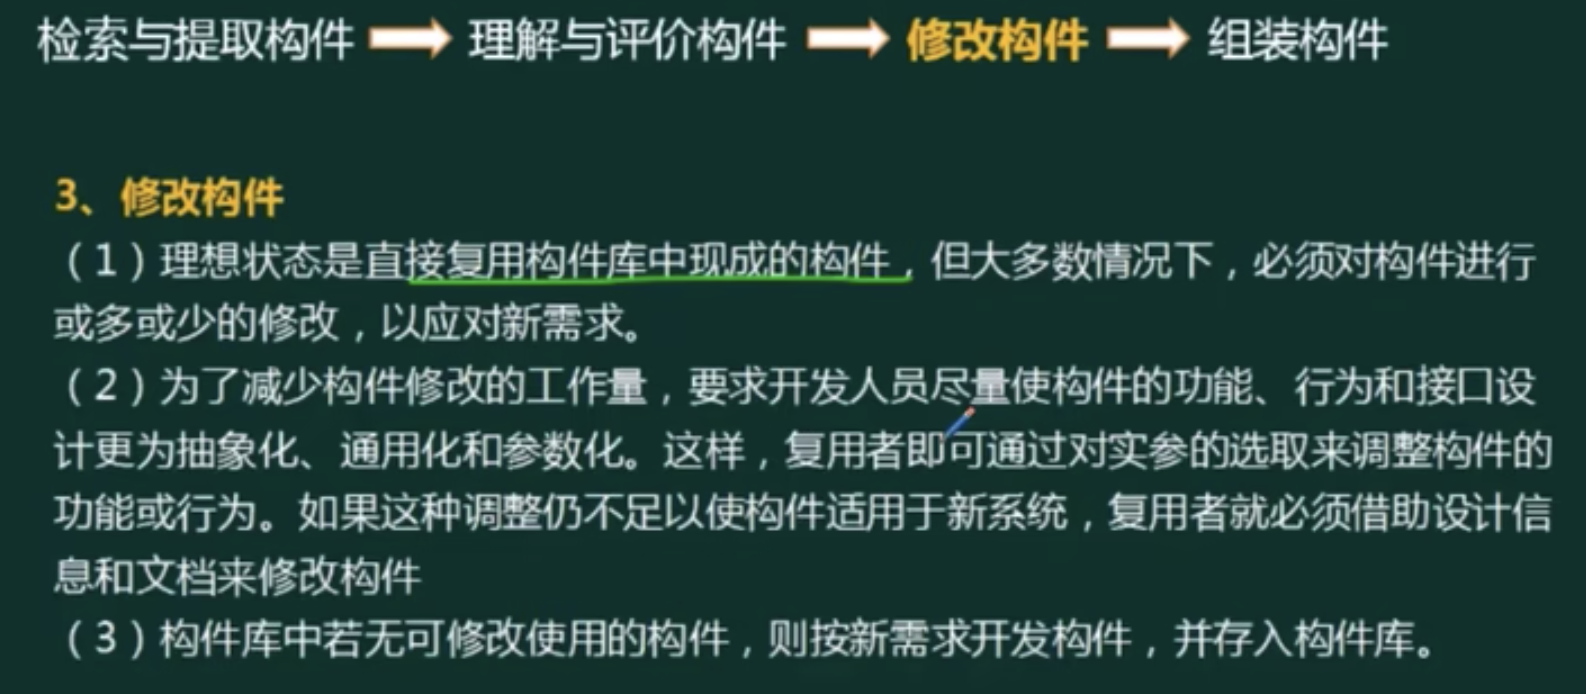 检索与提取构件 理解与评价构件 修改构件 组装构件
3、修改构件
（1）理想状态是直接复用构件库中现成的构件，但大多数情况下，必须对构件进行
或多或少的修改，以应对新需求。
（2）为了减少构件修改的工作量，要求开发人员尽量使构件的功能、行为和接口设
计更为抽象化、通用化和参数化。这样，复用者即可通过对实参的选取来调整构件的
功能或行为。如果这种调整仍不足以使构件适用于新系统，复用者就必须借助设计信
息和文档来修改构件
（3）构件库中若无可修改使用的构件，则按新需求开发构件，并存入构件库。